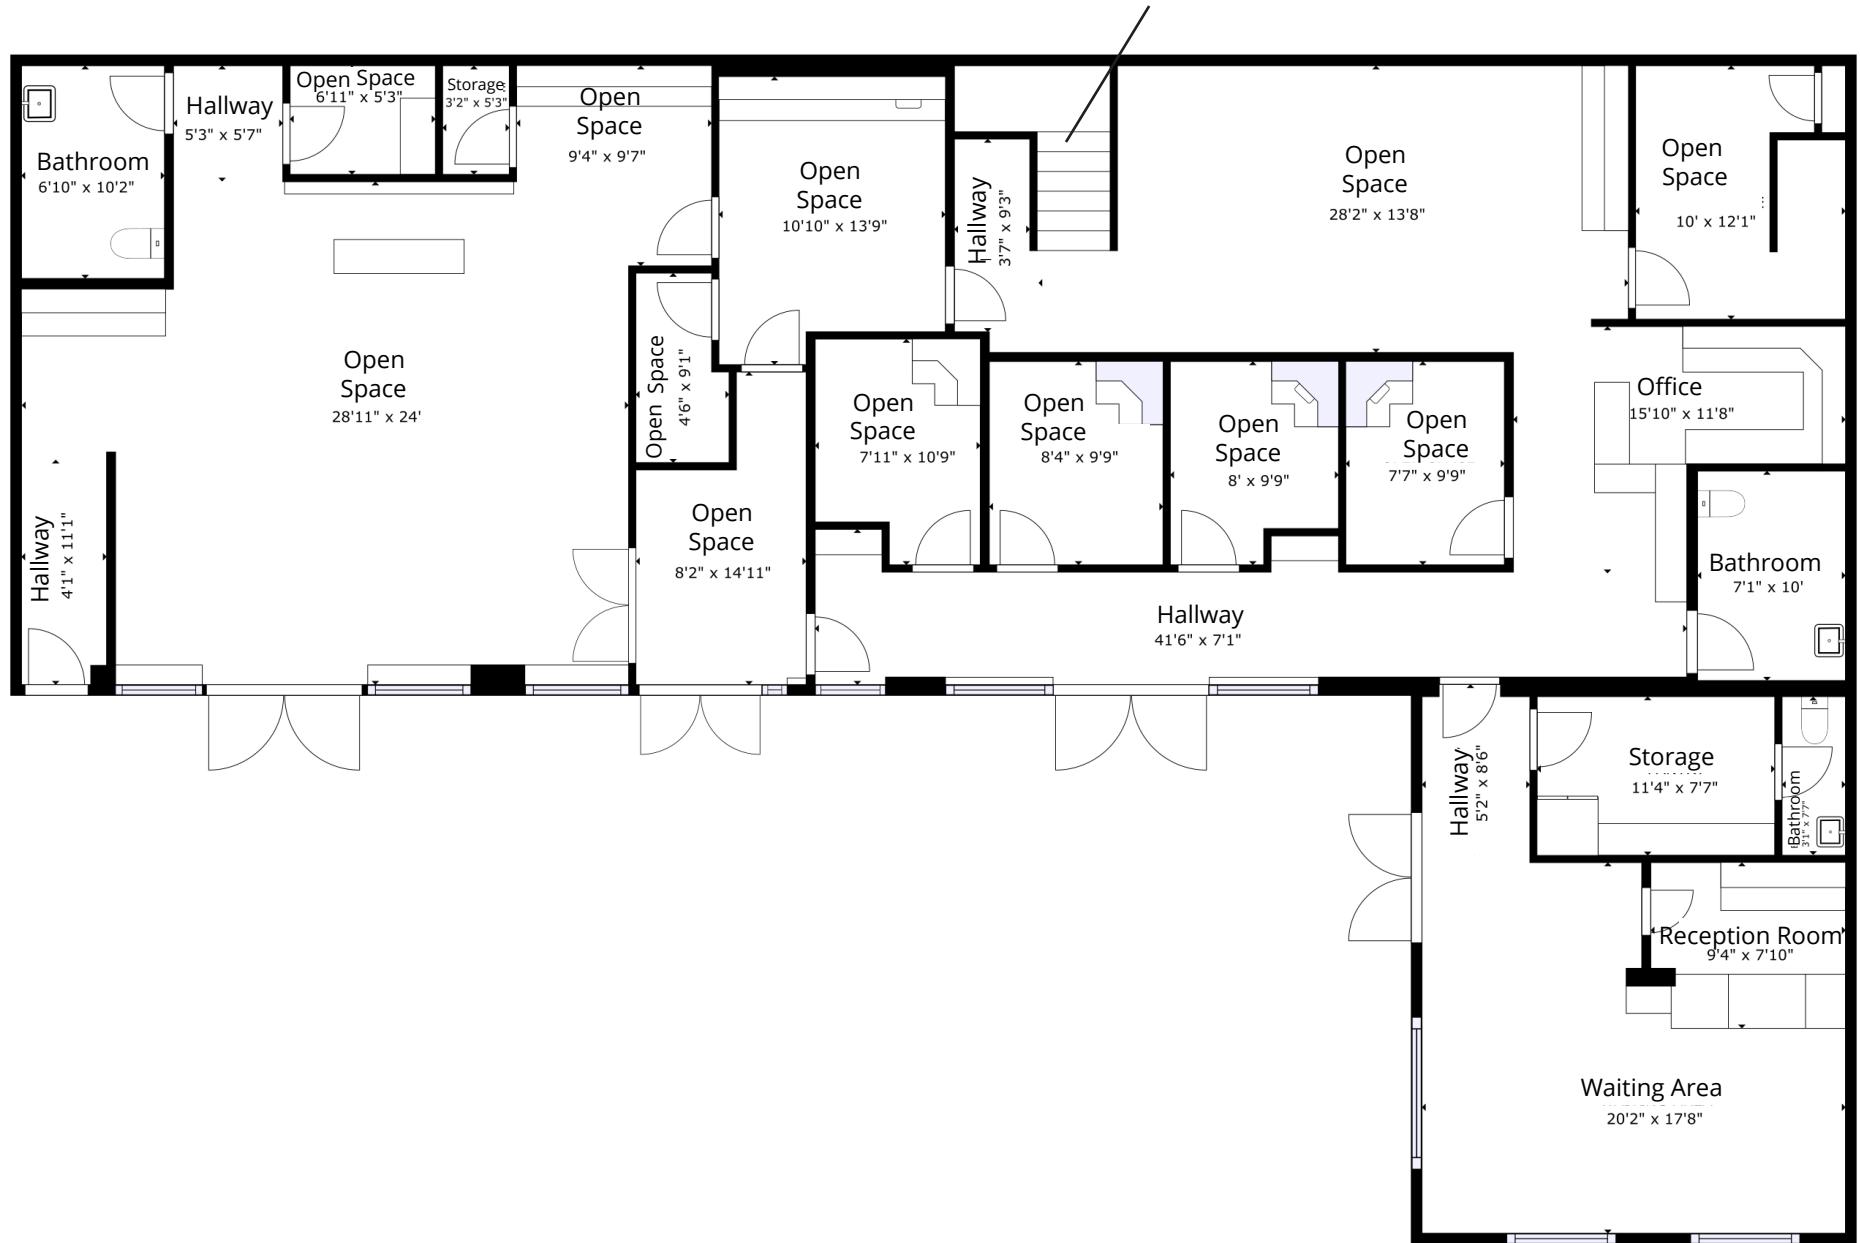 Bathroom
6'10" x 10'2"
Hallway
5'3" x 5'7"
Open Space
6'11" x 5'3"
Storage
3'2" x 5'3"
Open
Space
9'4" x 9'7"
Open
Space
10'10" x 13'9"
Hallway
3'7" x 9'3"
Open
Space
28'2" x 13'8"
Open
Space
10' x 12'1"
Open
Space
28'11" x 24'
Open Space
4'6" x 9'1"
Open
Space
7'11" x 10'9"
Open
Space
8'4" x 9'9"
Open
Space
8' x 9'9"
Open
Space
7'7" x 9'9"
Office
15'10" x 11'8"
Hallway
4'1" x 11'1"
Open
Space
8'2" x 14'11"
Hallway
41'6" x 7'1"
Bathroom
7'1" x 10'
Hallway
5'2" x 8'6"
Storage
11'4" x 7'7"
Bathroom
3'1" x 7'7"
Reception Room
9'4" x 7'10"
Waiting Area
20'2" x 17'8"